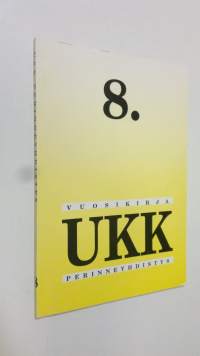 8.
VUOSIKIRJA
UKK
PERINNEYHDISTYS